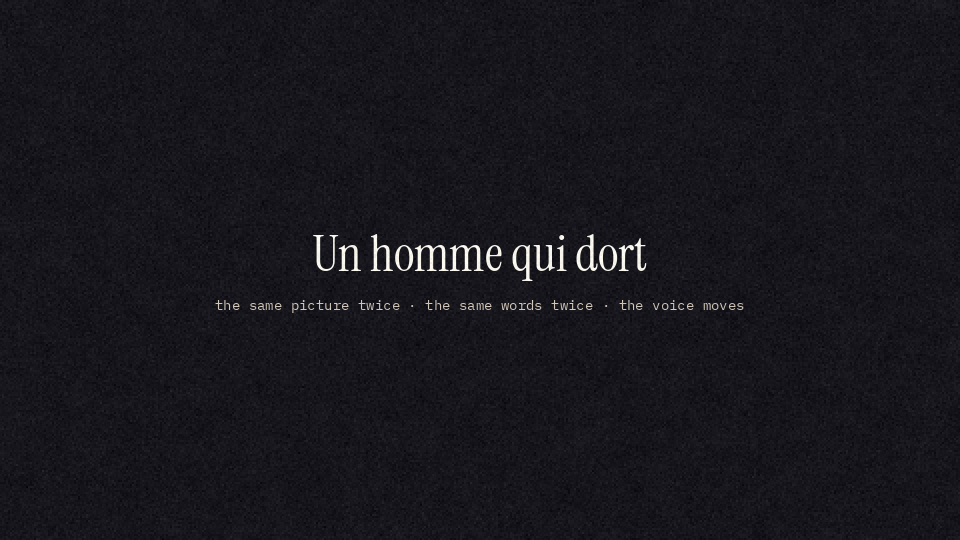 Un homme qui dort
the same picture twice · the same words twice · the voice moves